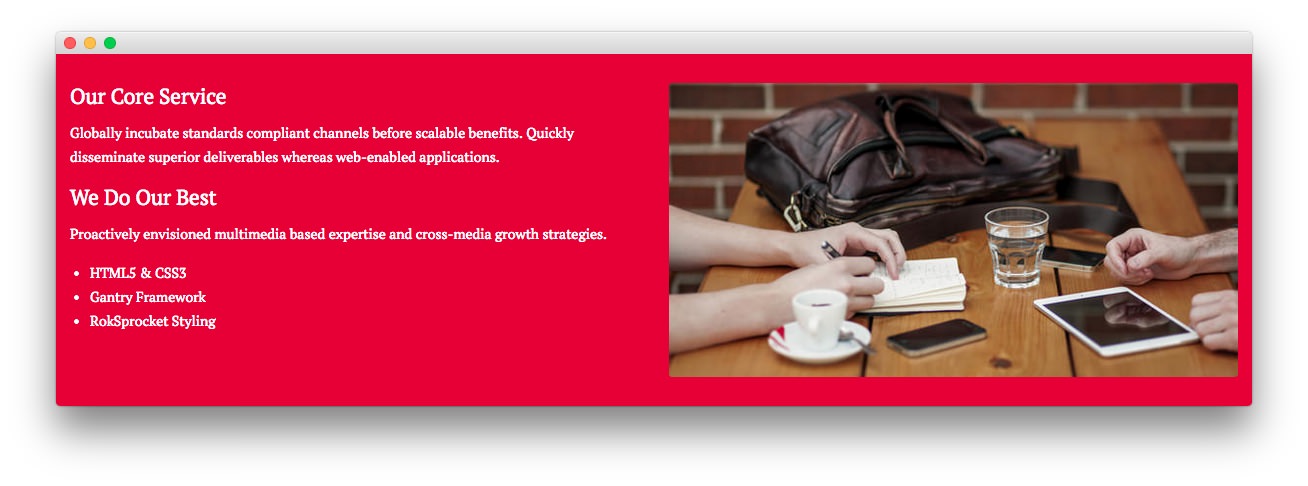 Our Core Service
Globally incubate standards compliant channels before scalable benefits. Quickly
disseminate superior deliverables whereas web-enabled applications.
We Do Our Best
Proactively envisioned multimedia based expertise and cross-media growth strategies.
• HTML5 & CSS3
• Gantry Framework
• RokSprocket Styling